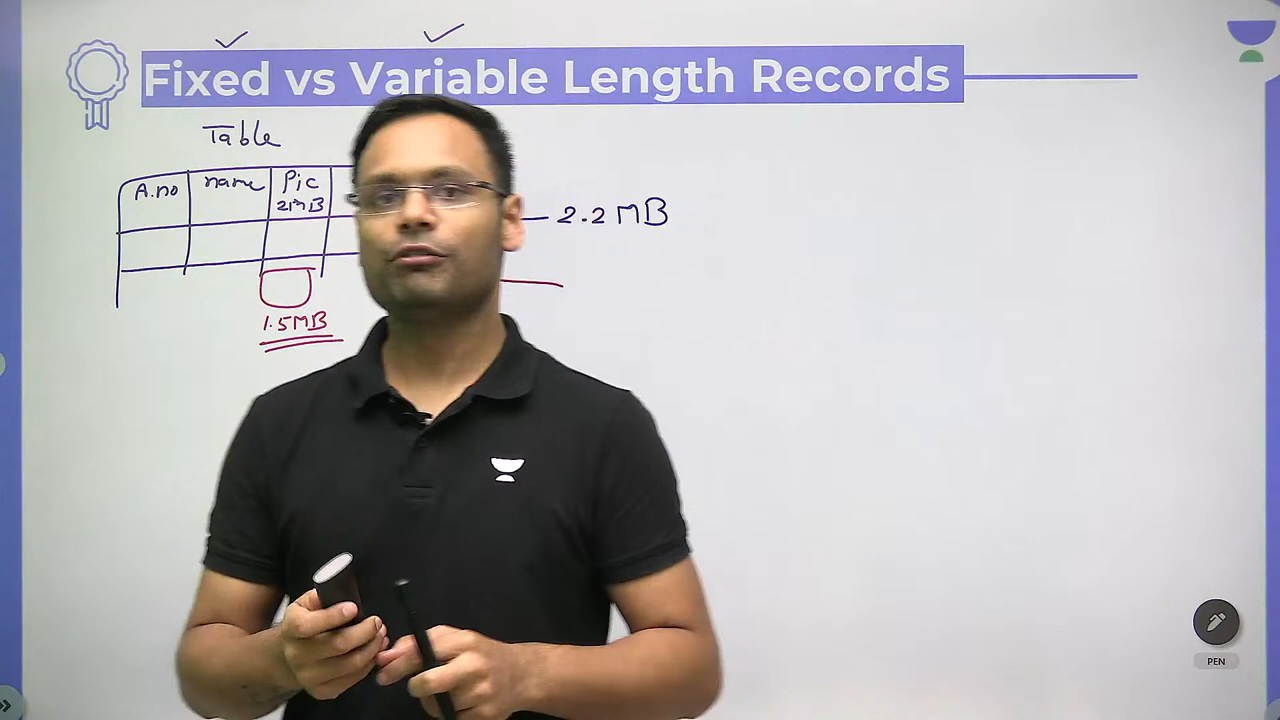 Fixed vs Variable Length Records
Table
A.no name Pic
2MB
2.2 MB
1.5MB
PEN